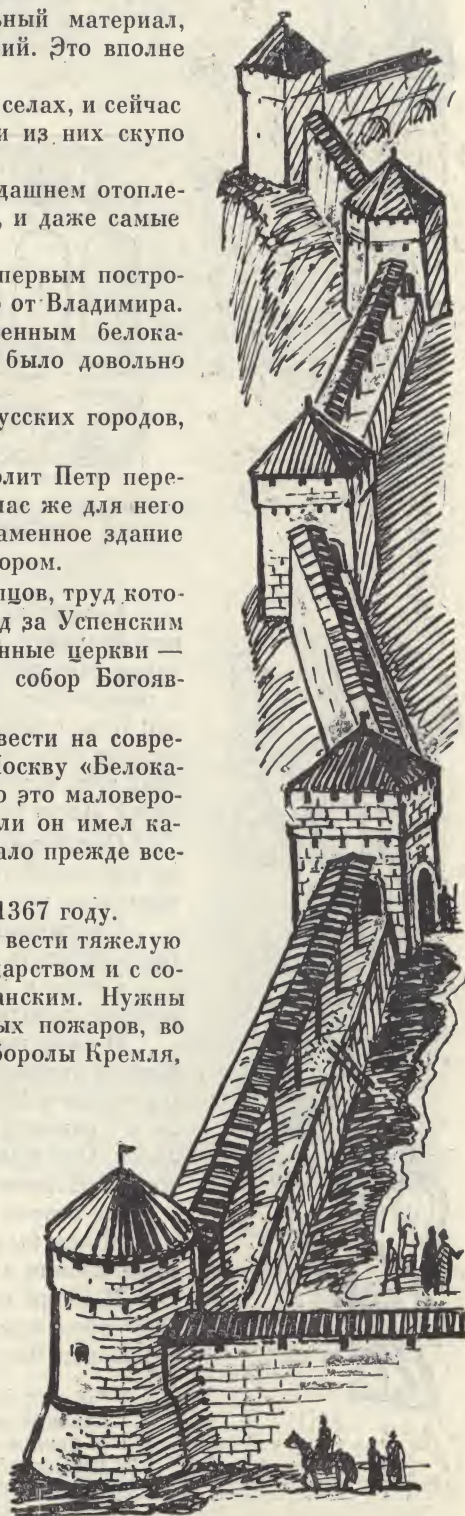 ный материал,
ий. Это вполне
селах, и сейчас
и из них скупо
дашнем отопле-
, и даже самые
первым постро-
о от Владимира.
енным белока-
было довольно
усских городов,
олит Петр пере-
час же для него
аменное здание
ором.
пцов, труд кото-
д за Успенским
нные церкви —
собор Богояв-
вести на совре-
Москву «Белока-
о это маловеро-
ли он имел ка-
ало прежде все-
1367 году.
вести тяжелую
дарством и с со-
анским. Нужны
ых пожаров, во
боролы Кремля,